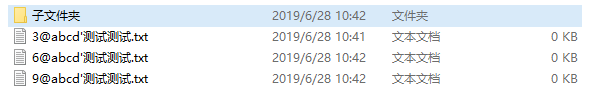 子文件夹 2019/6/28 10:42 文件夹
3@abcd'测试测试.txt 2019/6/28 10:41 文本文档 0 KB
6@abcd'测试测试.txt 2019/6/28 10:42 文本文档 0 KB
9@abcd'测试测试.txt 2019/6/28 10:42 文本文档 0 KB